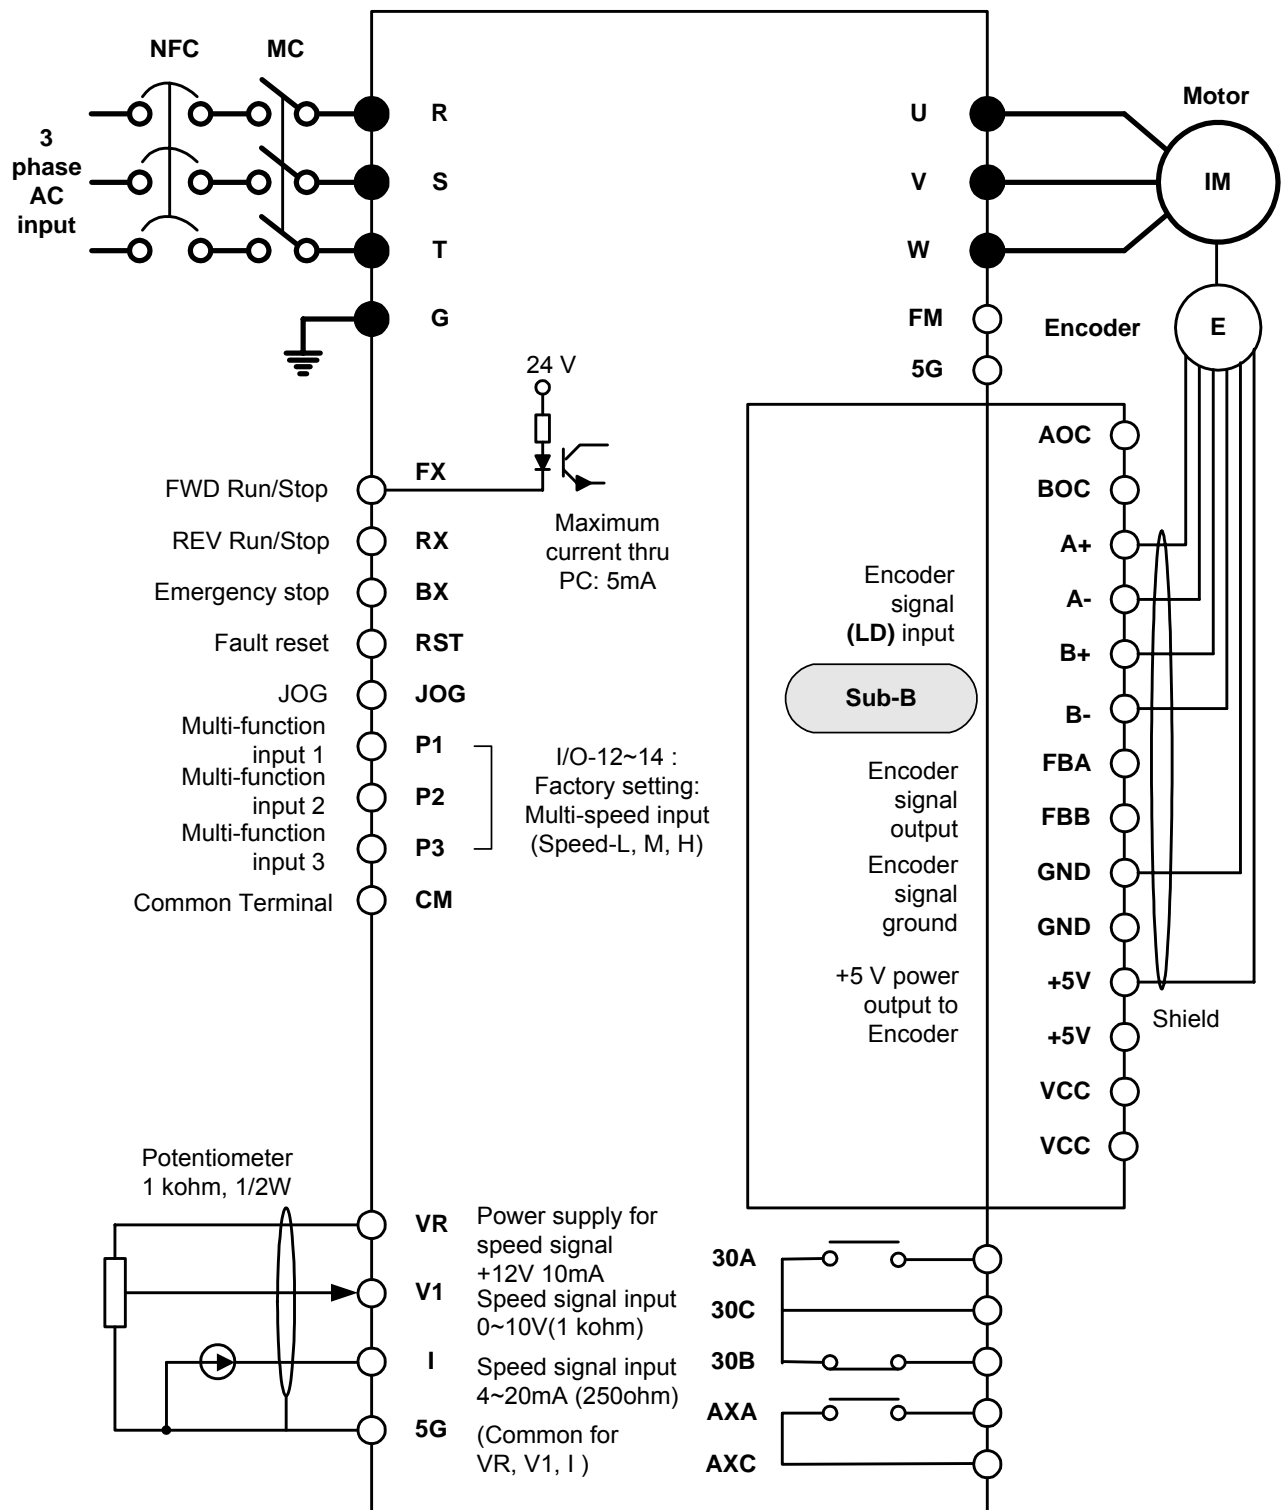 NFC
MC
3
phase
AC
input
R
S
T
G
U
V
W
FM
5G
Motor
IM
Encoder
E
24 V
FWD Run/Stop
FX
REV Run/Stop
RX
Emergency stop
BX
Fault reset
RST
JOG
JOG
Multi-function
input 1
P1
Multi-function
input 2
P2
Multi-function
input 3
P3
Common Terminal
CM
Maximum
current thru
PC: 5mA
I/O-12~14 :
Factory setting:
Multi-speed input
(Speed-L, M, H)
Encoder
signal
(LD) input
Sub-B
Encoder
signal
output
Encoder
signal
ground
+5 V power
output to
Encoder
AOC
BOC
A+
A-
B+
B-
FBA
FBB
GND
GND
+5V
+5V
VCC
VCC
Shield
Potentiometer
1 kohm, 1/2W
VR
Power supply for
speed signal
+12V 10mA
V1
Speed signal input
0~10V(1 kohm)
I
Speed signal input
4~20mA (250ohm)
5G
(Common for
VR, V1, I )
30A
30C
30B
AXA
AXC